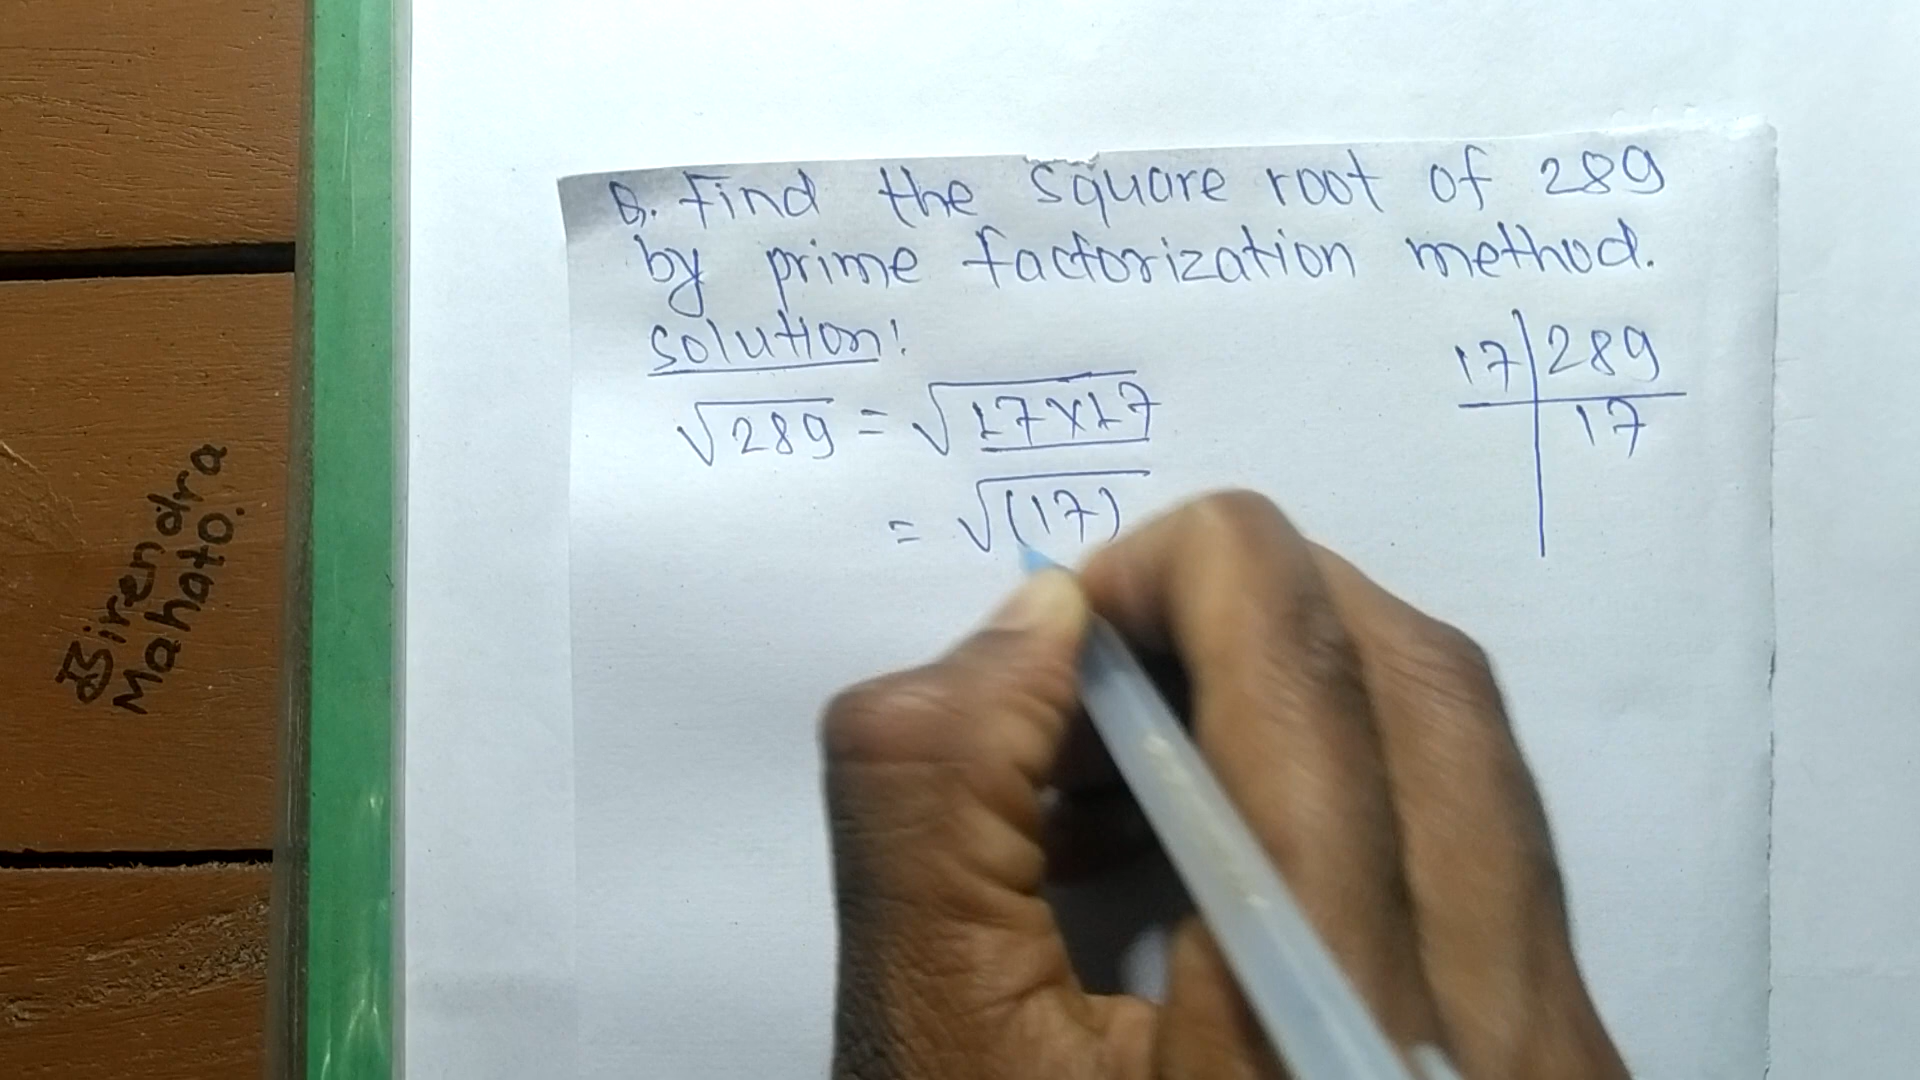 Q. Find the square root of 289
by prime factorization method.
Solution:
√289 = √17×17
= √(17)
17 | 289
17
Birendra
Mahato.